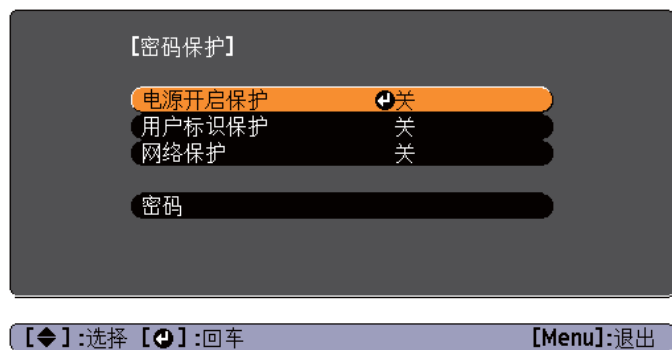 [密码保护]
电源开启保护 关
用户标识保护 关
网络保护 关
密码
[◆]:选择 [⏎]:回车 [Menu]:退出